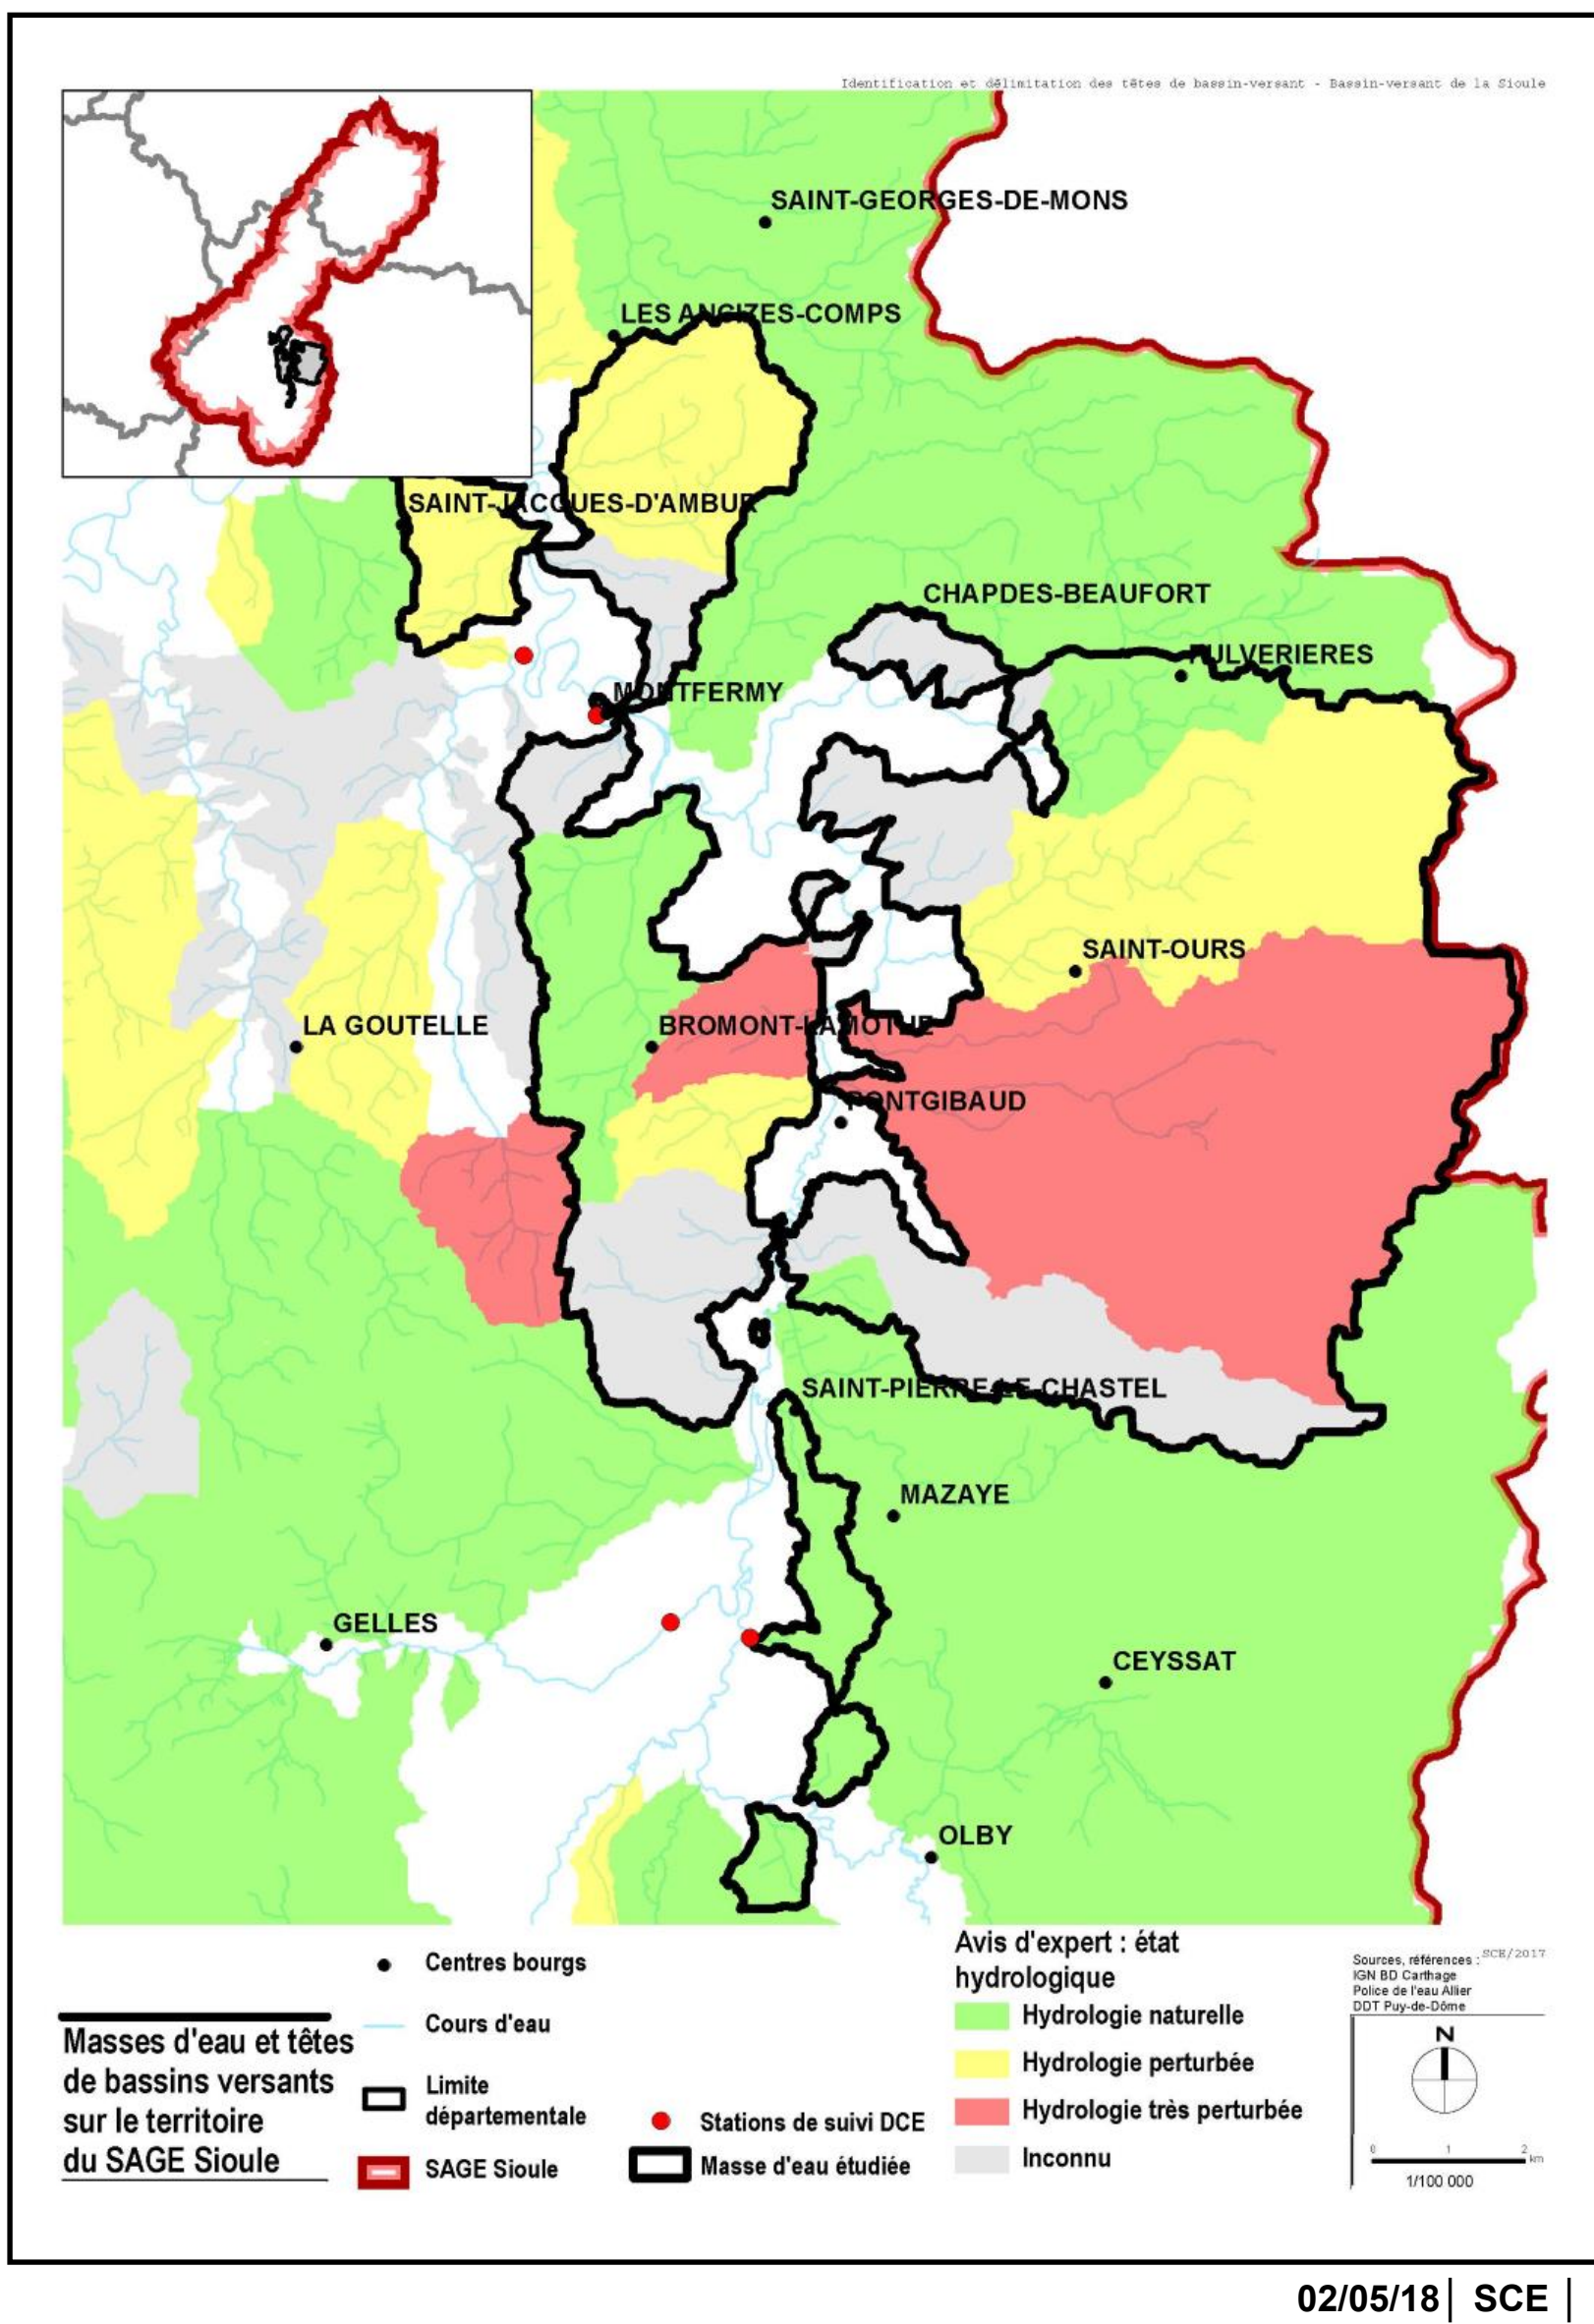 Identification et délimitation des têtes de bassin-versant - Bassin-versant de la Sioule
SAINT-GEORGES-DE-MONS
LES ANCIZES-COMPS
SAINT-JACQUES-D'AMBUR
CHAPDES-BEAUFORT
PULVERIERES
MONTFERMY
SAINT-OURS
LA GOUTELLE
BROMONT-LAMOTHE
PONTGIBAUD
SAINT-PIERRE-LE-CHASTEL
MAZAYE
GELLES
CEYSSAT
OLBY
Masses d'eau et têtes
de bassins versants
sur le territoire
du SAGE Sioule
Centres bourgs
Cours d'eau
Limite
départementale
SAGE Sioule
Stations de suivi DCE
Masse d'eau étudiée
Avis d'expert : état
hydrologique
Hydrologie naturelle
Hydrologie perturbée
Hydrologie très perturbée
Inconnu
Sources, références : SCE/2017
IGN BD Carthage
Police de l'eau Allier
DDT Puy-de-Dôme
N
0 1 2
km
1/100 000
02/05/18 | SCE |